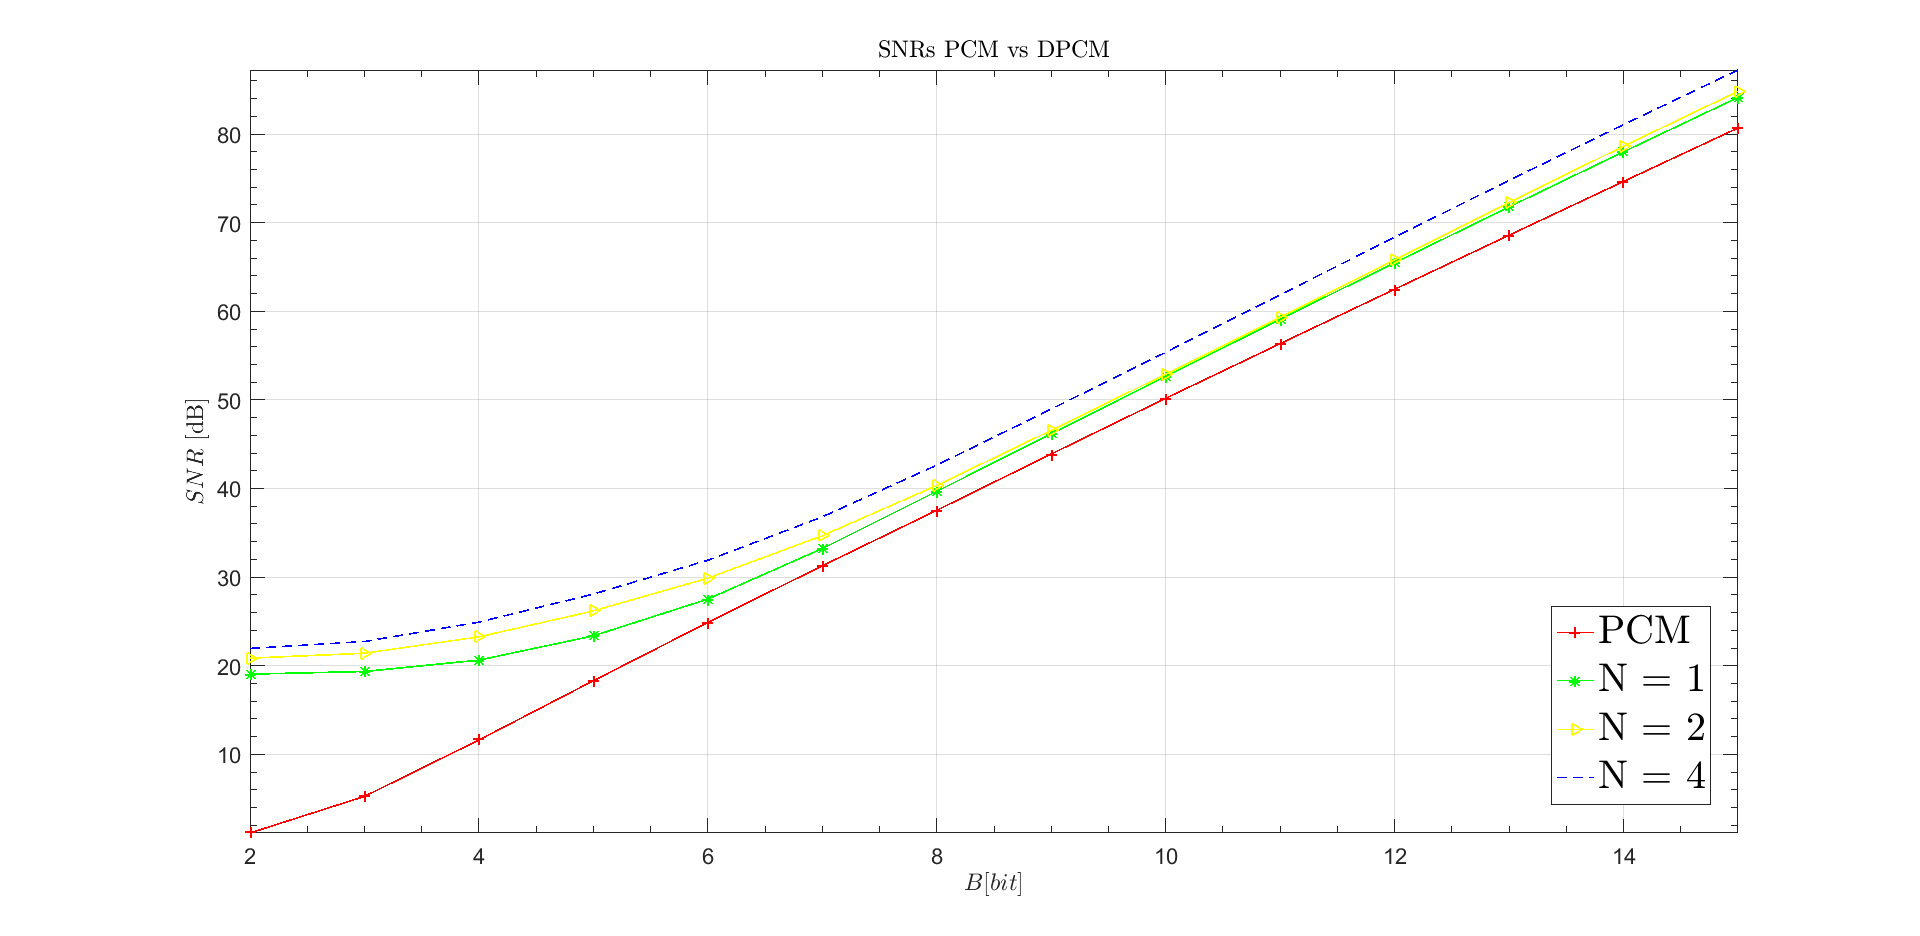 SNRs PCM vs DPCM
80
70
60
50
40
30
20
10
SNR [dB]
2 4 6 8 10 12 14
B[bit]
PCM
N = 1
N = 2
N = 4